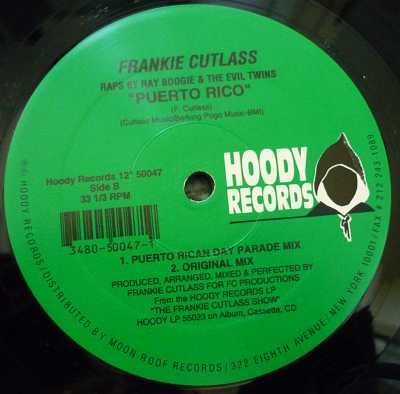 FRANKIE CUTLASS
RAPS BY RAY BOOGIE & THE EVIL TWINS
"PUERTO RICO"
(F. Cutlass)
(Cutlass Music/Bertong Pogo Music-BMI)
Hoody Records 12" 50047
Side B
33 1/3 RPM
HOODY
RECORDS
3480-50047-1
1. PUERTO RICAN DAY PARADE MIX
2. ORIGINAL MIX
PRODUCED, ARRANGED, MIXED & PERFECTED BY
FRANKIE CUTLASS FOR FC PRODUCTIONS
From the HOODY RECORDS LP
"THE FRANKIE CUTLASS SHOW"
HOODY LP 55023 on Album, Cassette, CD
HOODY RECORDS/DISTRIBUTED BY MOON ROOF RECORDS/322 EIGHTH AVENUE/NEW YORK 10001/FAX # 212 243-1089